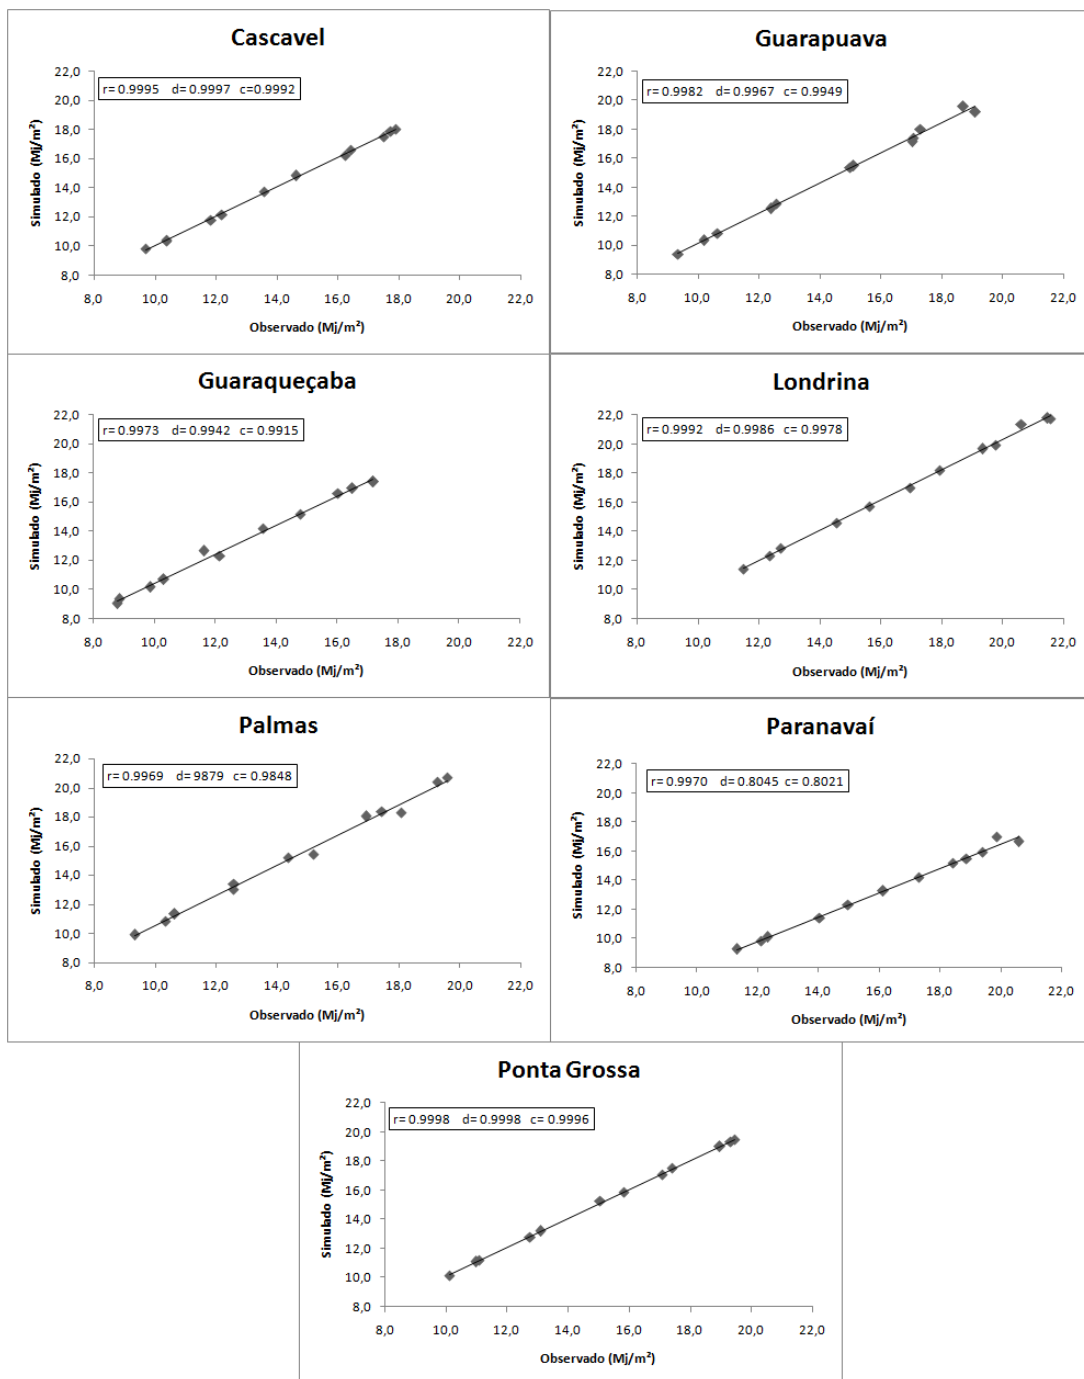 Cascavel
r= 0.9995 d= 0.9997 c=0.9992
Simulado (Mj/m²)
22,0
20,0
18,0
16,0
14,0
12,0
10,0
8,0
8,0 10,0 12,0 14,0 16,0 18,0 20,0 22,0
Observado (Mj/m²)
Guarapuava
r= 0.9982 d= 0.9967 c= 0.9949
Simulado (Mj/m²)
22,0
20,0
18,0
16,0
14,0
12,0
10,0
8,0
8,0 10,0 12,0 14,0 16,0 18,0 20,0 22,0
Observado (Mj/m²)
Guaraqueçaba
r= 0.9973 d= 0.9942 c= 0.9915
Simulado (Mj/m²)
22,0
20,0
18,0
16,0
14,0
12,0
10,0
8,0
8,0 10,0 12,0 14,0 16,0 18,0 20,0 22,0
Observado (Mj/m²)
Londrina
r= 0.9992 d= 0.9986 c= 0.9978
Simulado (Mj/m²)
22,0
20,0
18,0
16,0
14,0
12,0
10,0
8,0
8,0 10,0 12,0 14,0 16,0 18,0 20,0 22,0
Observado (Mj/m²)
Palmas
r= 0.9969 d= 9879 c= 0.9848
Simulado (Mj/m²)
22,0
20,0
18,0
16,0
14,0
12,0
10,0
8,0
8,0 10,0 12,0 14,0 16,0 18,0 20,0 22,0
Observado (Mj/m²)
Paranavaí
r= 0.9970 d= 0.8045 c= 0.8021
Simulado (Mj/m²)
22,0
20,0
18,0
16,0
14,0
12,0
10,0
8,0
8,0 10,0 12,0 14,0 16,0 18,0 20,0 22,0
Observado (Mj/m²)
Ponta Grossa
r= 0.9998 d= 0.9998 c= 0.9996
Simulado (Mj/m²)
22,0
20,0
18,0
16,0
14,0
12,0
10,0
8,0
8,0 10,0 12,0 14,0 16,0 18,0 20,0 22,0
Observado (Mj/m²)